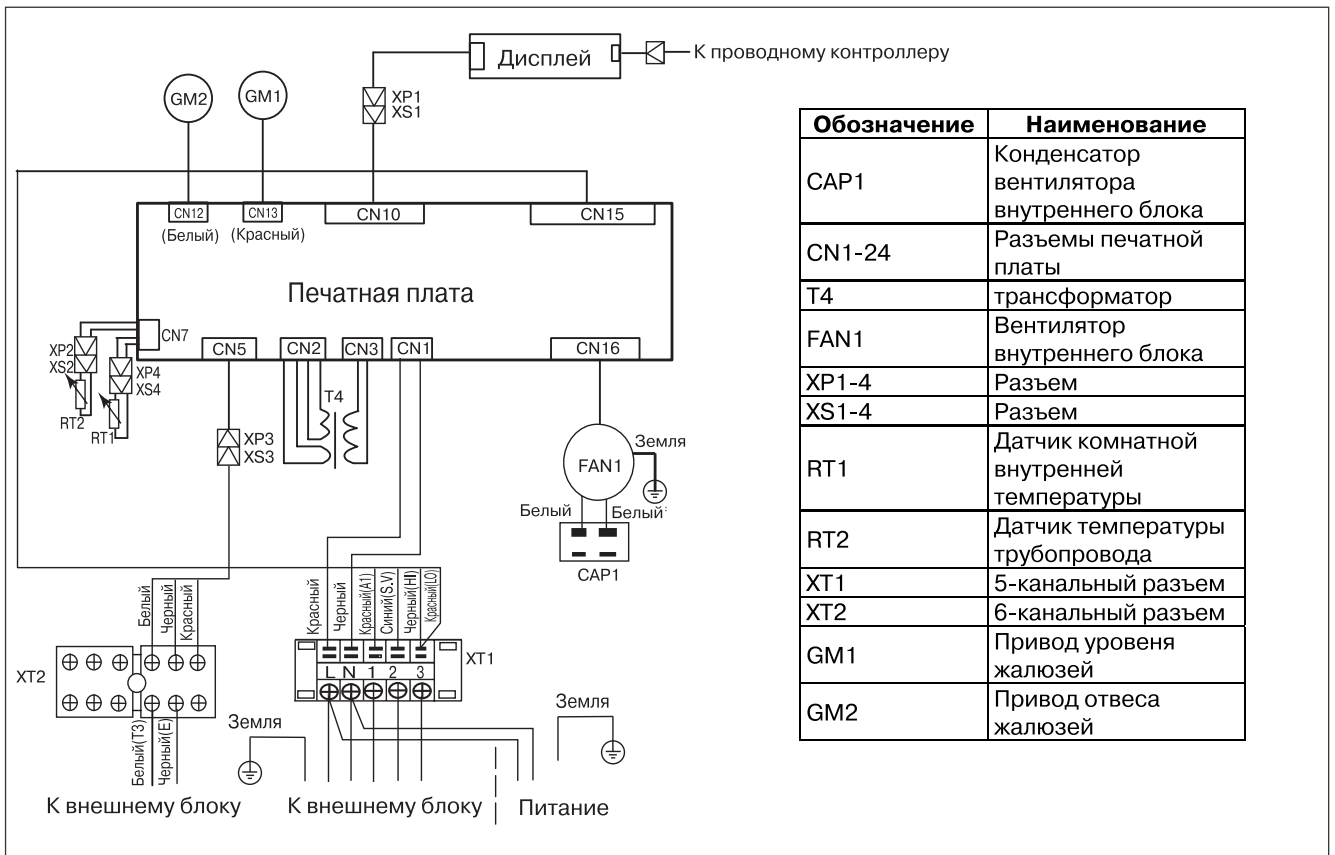 Дисплей
К проводному контроллеру
GM2
GM1
XP1
XS1
CN12
CN13
CN10
CN15
(Белый)
(Красный)
Печатная плата
CN7
CN5
CN2
CN3
CN1
CN16
XP2
XS2
XP4
XS4
RT2
RT1
T4
XP3
XS3
FAN1
Земля
Белый
Белый
CAP1
Белый
Черный
Красный
Красный
Черный
Красный(A1)
Синий(S.V)
Черный(HI)
Красный(LO)
XT2
XT1
L N 1 2 3
Белый(T3)
Черный(E)
Земля
Земля
К внешнему блоку
К внешнему блоку
Питание
Обозначение Наименование
CAP1 Конденсатор
вентилятора
внутреннего блока
CN1-24 Разъемы печатной
платы
T4 трансформатор
FAN1 Вентилятор
внутреннего блока
XP1-4 Разъем
XS1-4 Разъем
RT1 Датчик комнатной
внутренней
температуры
RT2 Датчик температуры
трубопровода
XT1 5-канальный разъем
XT2 6-канальный разъем
GM1 Привод уровеня
жалюзей
GM2 Привод отвеса
жалюзей